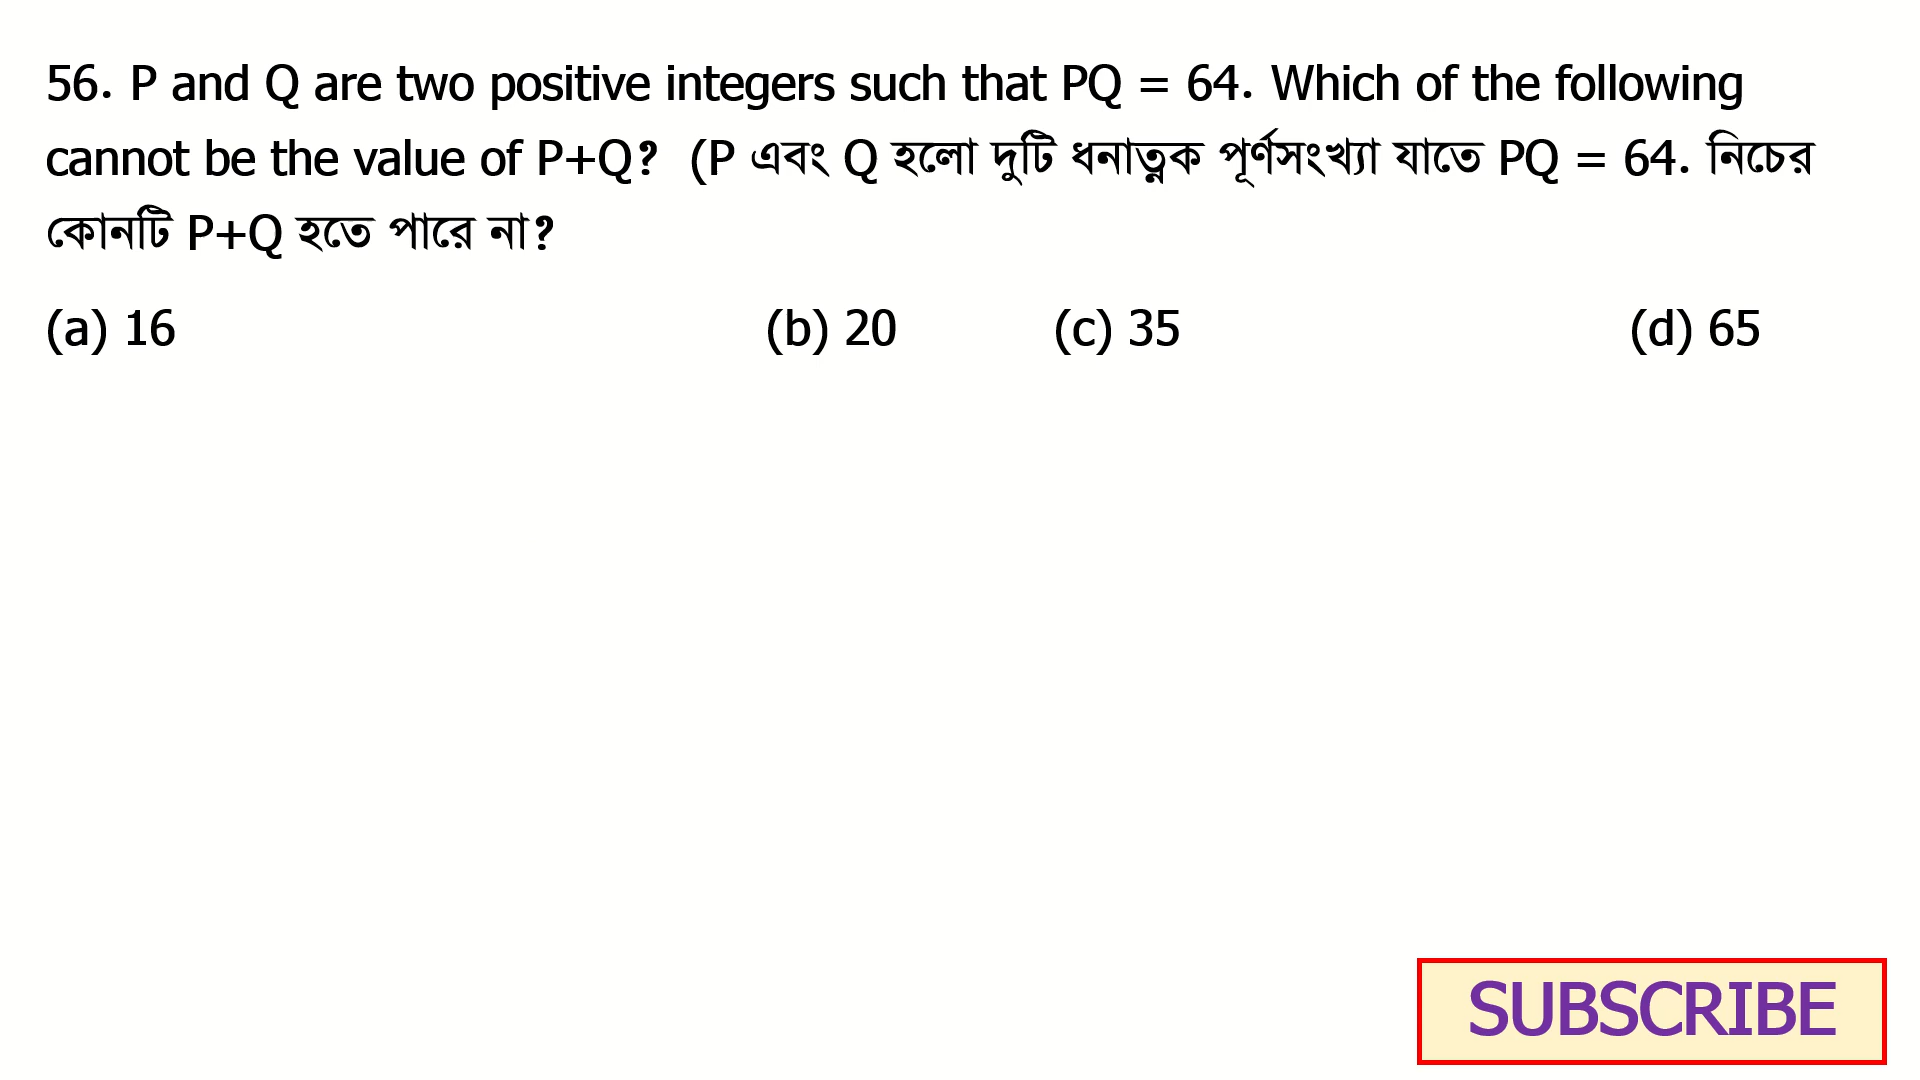 56. P and Q are two positive integers such that PQ = 64. Which of the following
cannot be the value of P+Q? (P এবং Q হলো দুটি ধনাত্নক পূর্ণসংখ্যা যাতে PQ = 64. নিচের
কোনটি P+Q হতে পারে না?
(a) 16 (b) 20 (c) 35 (d) 65
SUBSCRIBE